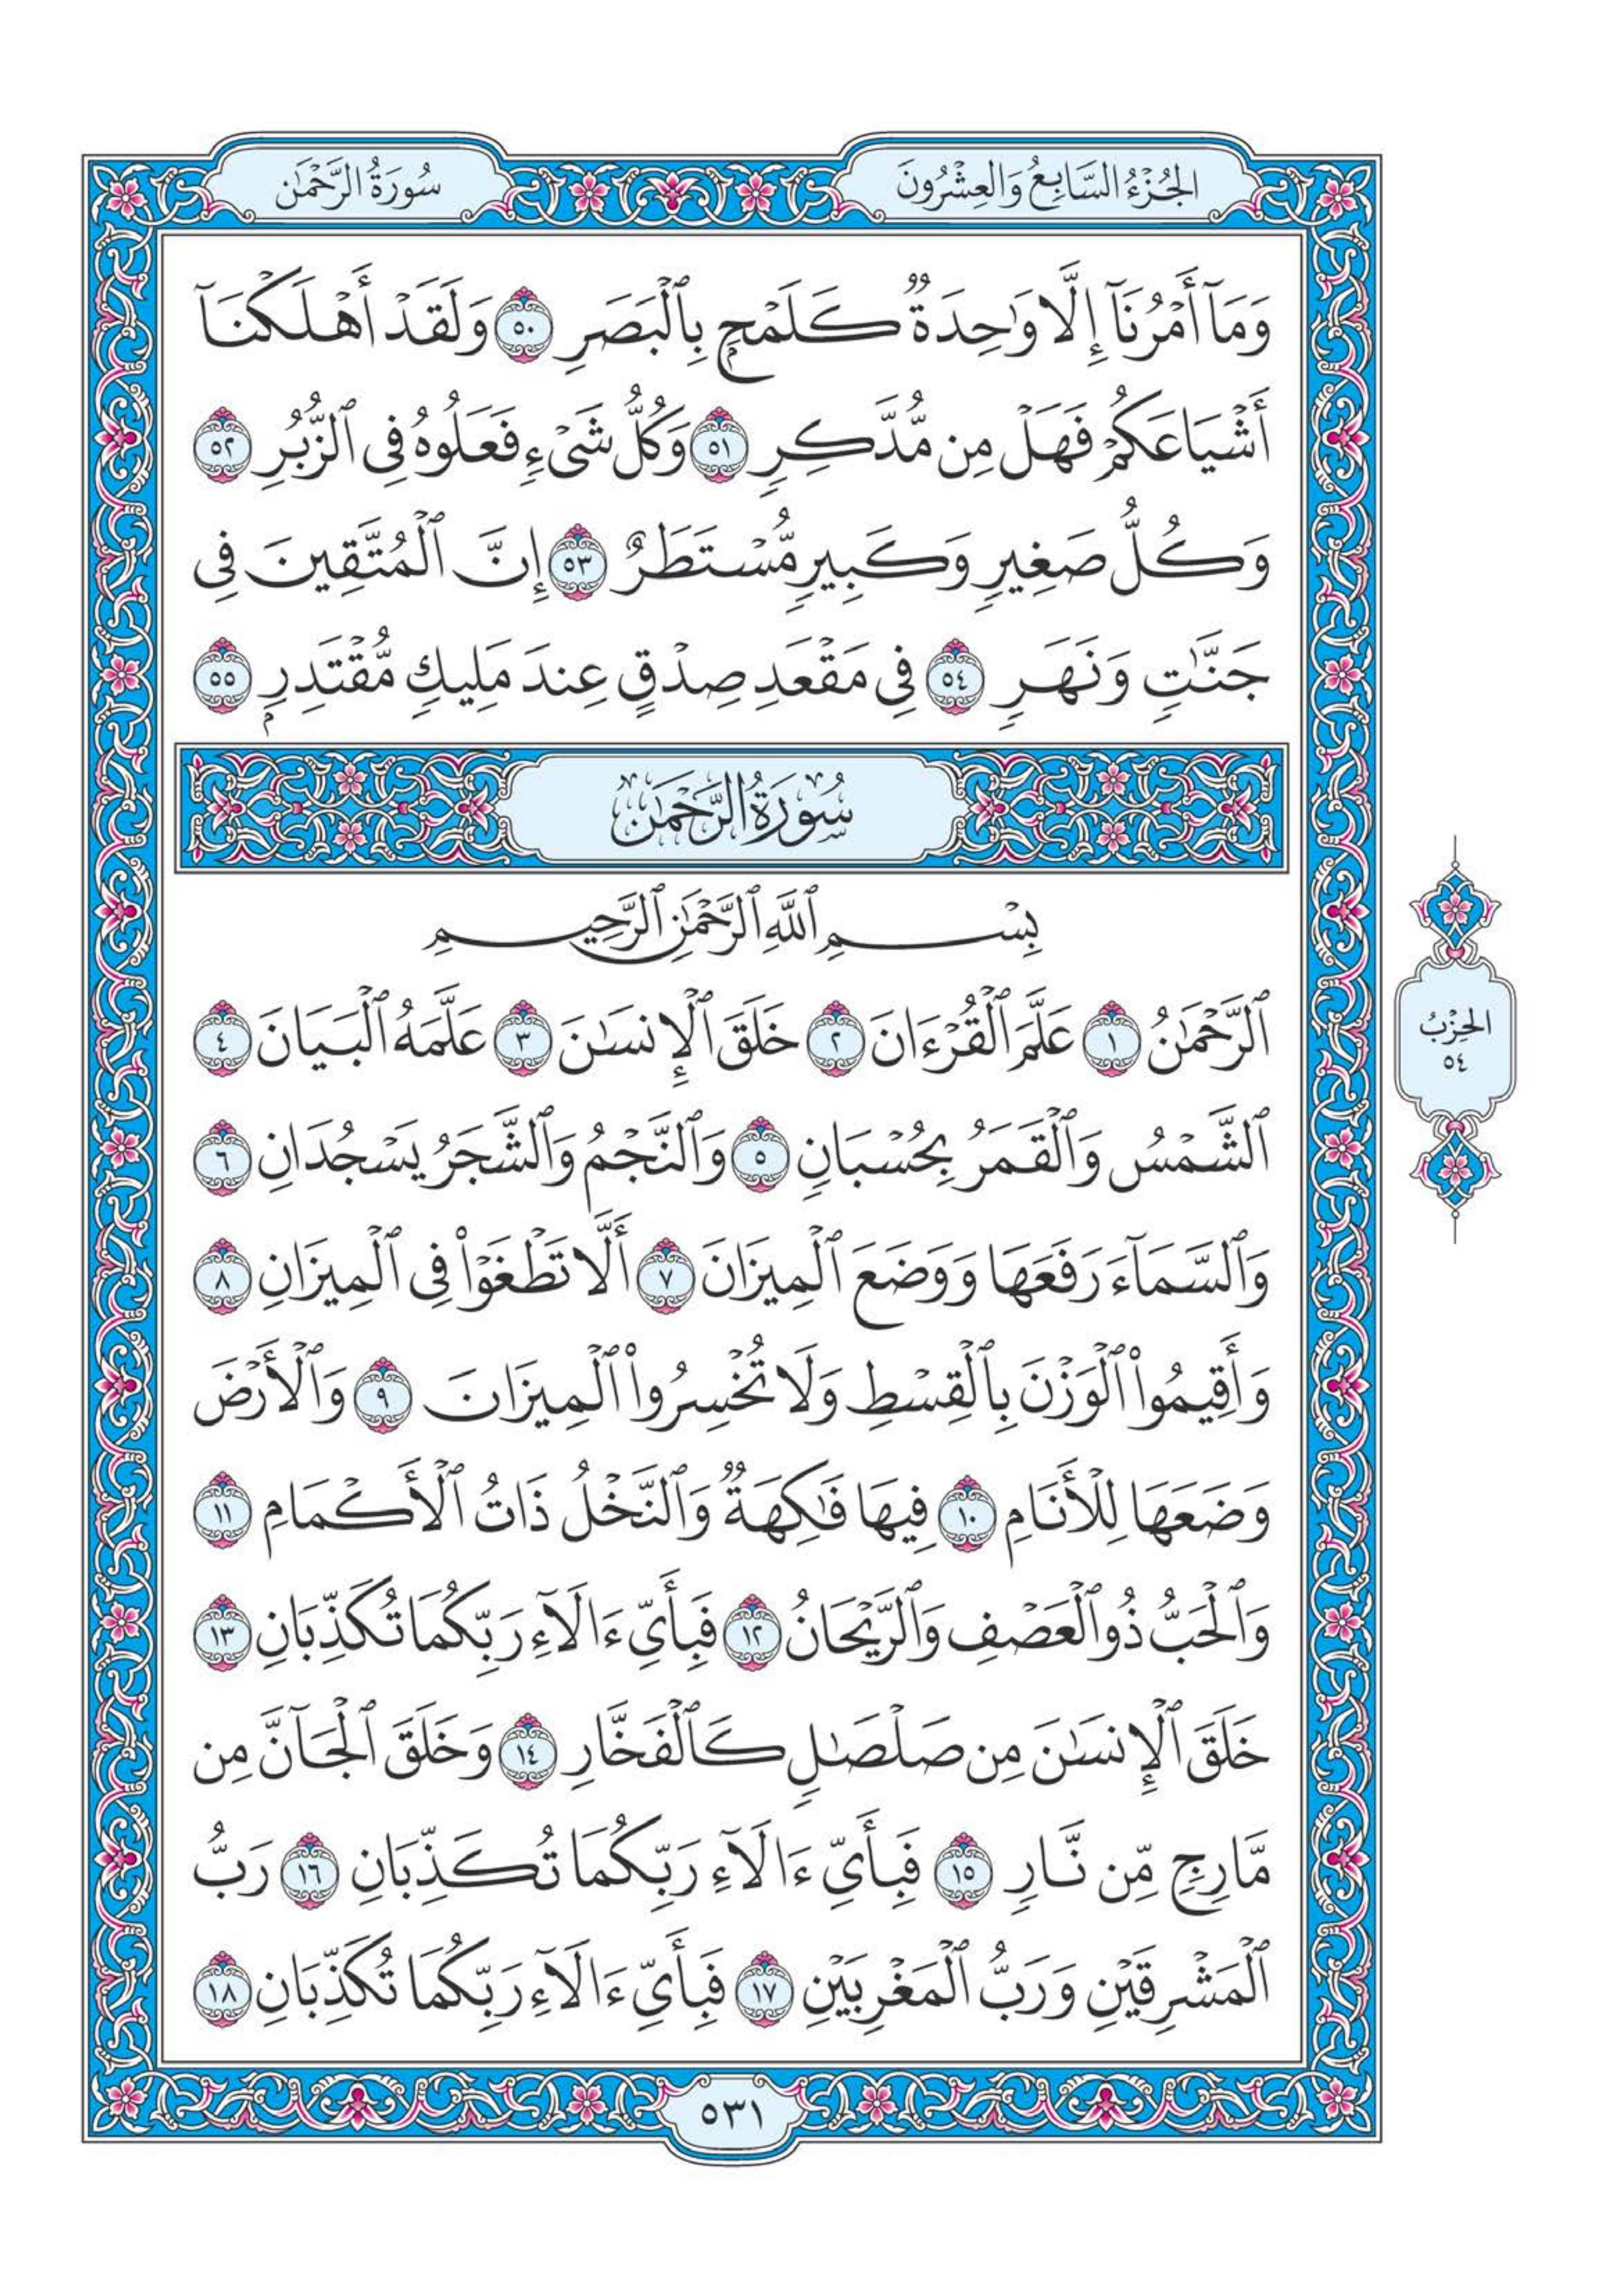 الجُزْءُ السَّابِعُ وَالعِشْرُونَ
سُورَةُ الرَّحْمَٰن
وَمَآ أَمْرُنَآ إِلَّا وَٰحِدَةٌ كَلَمْحِۭ بِٱلْبَصَرِ ٥٠ وَلَقَدْ أَهْلَكْنَآ
أَشْيَاعَكُمْ فَهَلْ مِن مُّدَّكِرٍ ٥١ وَكُلُّ شَىْءٍ فَعَلُوهُ فِى ٱلزُّبُرِ ٥٢
وَكُلُّ صَغِيرٍ وَكَبِيرٍ مُّسْتَطَرٌ ٥٣ إِنَّ ٱلْمُتَّقِينَ فِى
جَنَّٰتٍ وَنَهَرٍ ٥٤ فِى مَقْعَدِ صِدْقٍ عِندَ مَلِيكٍ مُّقْتَدِرِۭ ٥٥
سُورَةُ الرَّحْمَٰن
بِسْمِ ٱللَّهِ ٱلرَّحْمَٰنِ ٱلرَّحِيمِ
ٱلرَّحْمَٰنُ ١ عَلَّمَ ٱلْقُرْءَانَ ٢ خَلَقَ ٱلْإِنسَٰنَ ٣ عَلَّمَهُ ٱلْبَيَانَ ٤
ٱلشَّمْسُ وَٱلْقَمَرُ بِحُسْبَانٍ ٥ وَٱلنَّجْمُ وَٱلشَّجَرُ يَسْجُدَانِ ٦
وَٱلسَّمَآءَ رَفَعَهَا وَوَضَعَ ٱلْمِيزَانَ ٧ أَلَّا تَطْغَوْا۟ فِى ٱلْمِيزَانِ ٨
وَأَقِيمُوا۟ ٱلْوَزْنَ بِٱلْقِسْطِ وَلَا تُخْسِرُوا۟ ٱلْمِيزَانَ ٩ وَٱلْأَرْضَ
وَضَعَهَا لِلْأَنَامِ ١٠ فِيهَا فَٰكِهَةٌ وَٱلنَّخْلُ ذَاتُ ٱلْأَكْمَامِ ١١
وَٱلْحَبُّ ذُو ٱلْعَصْفِ وَٱلرَّيْحَانُ ١٢ فَبِأَىِّ ءَالَآءِ رَبِّكُمَا تُكَذِّبَانِ ١٣
خَلَقَ ٱلْإِنسَٰنَ مِن صَلْصَٰلٍ كَٱلْفَخَّارِ ١٤ وَخَلَقَ ٱلْجَآنَّ مِن
مَّارِجٍ مِّن نَّارٍ ١٥ فَبِأَىِّ ءَالَآءِ رَبِّكُمَا تُكَذِّبَانِ ١٦ رَبُّ
ٱلْمَشْرِقَيْنِ وَرَبُّ ٱلْمَغْرِبَيْنِ ١٧ فَبِأَىِّ ءَالَآءِ رَبِّكُمَا تُكَذِّبَانِ ١٨
الحِزْبُ
٥٤
٥٣١